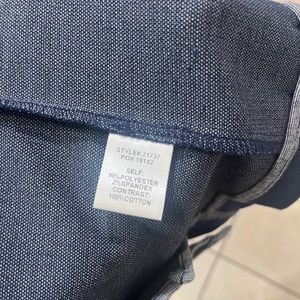 STYLE#:21737
PO# 18142
SELF:
98%POLYESTER
2%SPANDEX
CONTRAST:
100%COTTON